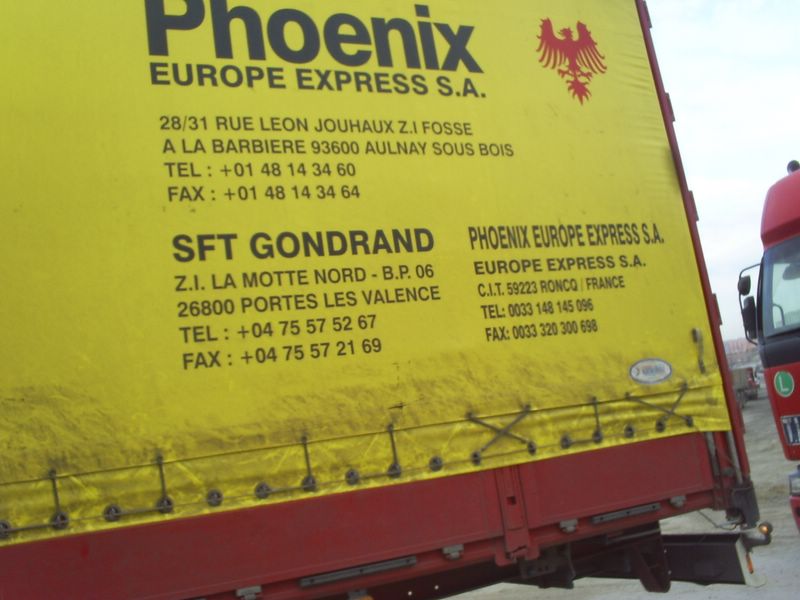 Phoenix
EUROPE EXPRESS S.A.
28/31 RUE LEON JOUHAUX Z.I FOSSE
A LA BARBIERE 93600 AULNAY SOUS BOIS
TEL : +01 48 14 34 60
FAX : +01 48 14 34 64
SFT GONDRAND
Z.I. LA MOTTE NORD - B.P. 06
26800 PORTES LES VALENCE
TEL : +04 75 57 52 67
FAX : +04 75 57 21 69
PHOENIX EUROPE EXPRESS S.A.
EUROPE EXPRESS S.A.
C.I.T. 59223 RONCQ / FRANCE
TEL: 0033 148 145 096
FAX: 0033 320 300 698
L